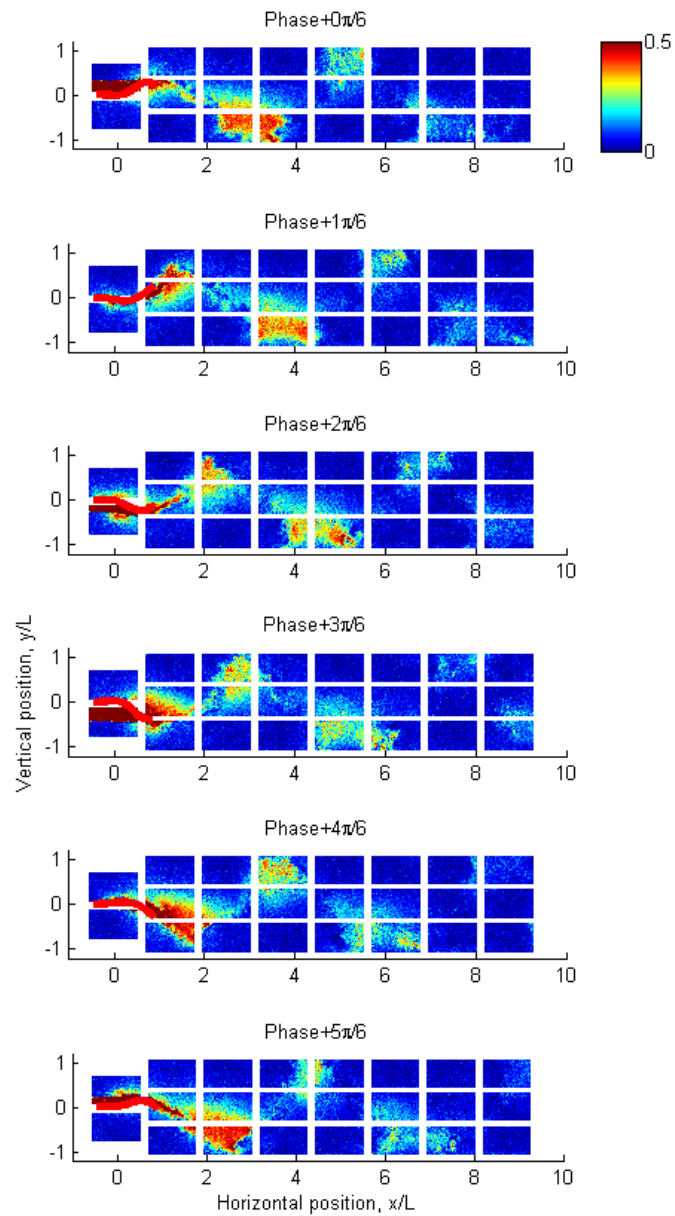 Phase+0π/6
1
0
-1
0 2 4 6 8 10
0.5
0
Phase+1π/6
1
0
-1
0 2 4 6 8 10
Phase+2π/6
1
0
-1
0 2 4 6 8 10
Phase+3π/6
1
0
-1
0 2 4 6 8 10
Vertical position, y/L
Phase+4π/6
1
0
-1
0 2 4 6 8 10
Phase+5π/6
1
0
-1
0 2 4 6 8 10
Horizontal position, x/L